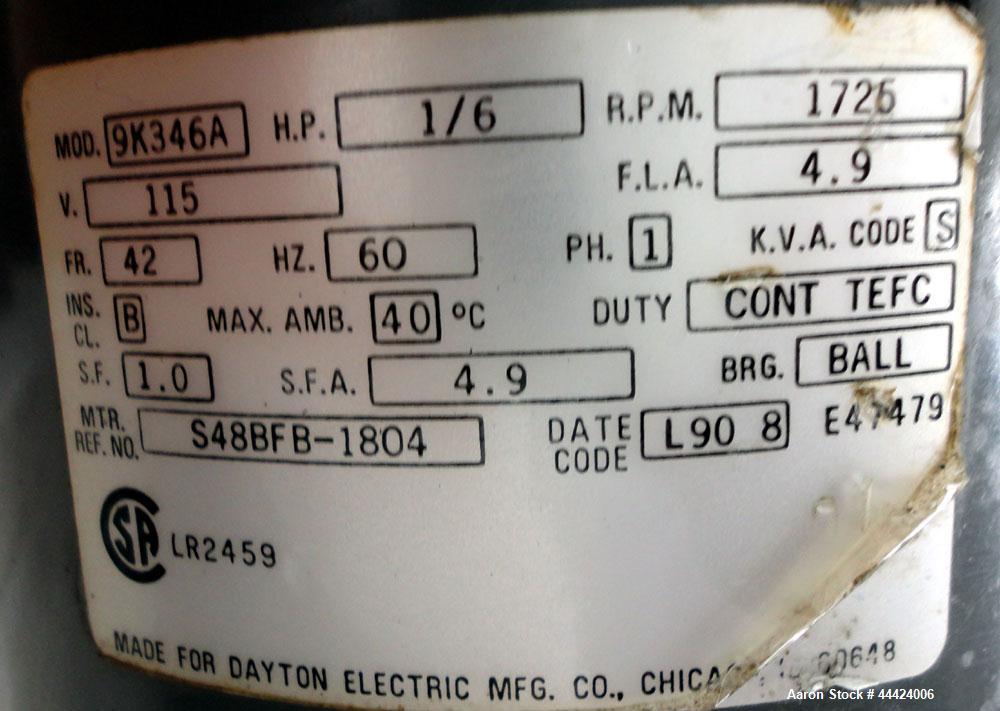 MOD. 9K346A H.P. 1/6 R.P.M. 1725
V. 115 F.L.A. 4.9
FR. 42 HZ. 60 PH. 1 K.V.A. CODE S
INS. CL. B MAX. AMB. 40 °C DUTY CONT TEFC
S.F. 1.0 S.F.A. 4.9 BRG. BALL
MTR. REF. NO. S48BFB-1804 DATE CODE L90 8 E47479
CSA LR2459
MADE FOR DAYTON ELECTRIC MFG. CO., 60648
Aaron Stock # 44424006